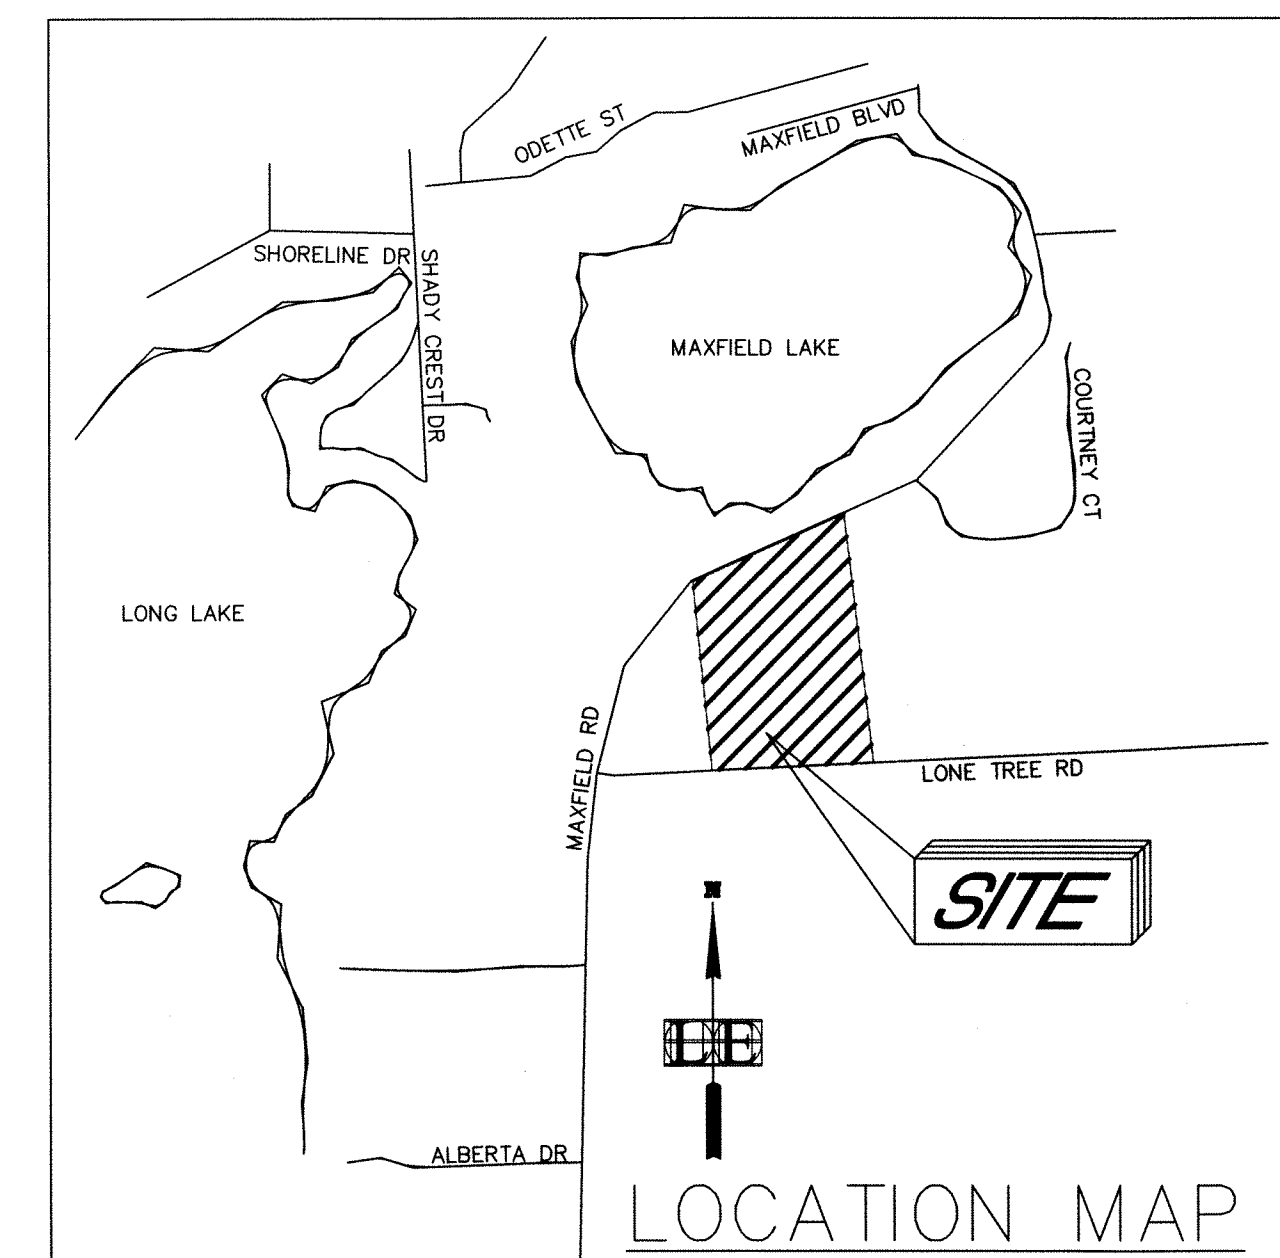 ODETTE ST
MAXFIELD BLVD
SHORELINE DR
SHADY CREST DR
MAXFIELD LAKE
COURTNEY CT
LONG LAKE
MAXFIELD RD
LONE TREE RD
SITE
N
ALBERTA DR
LOCATION MAP